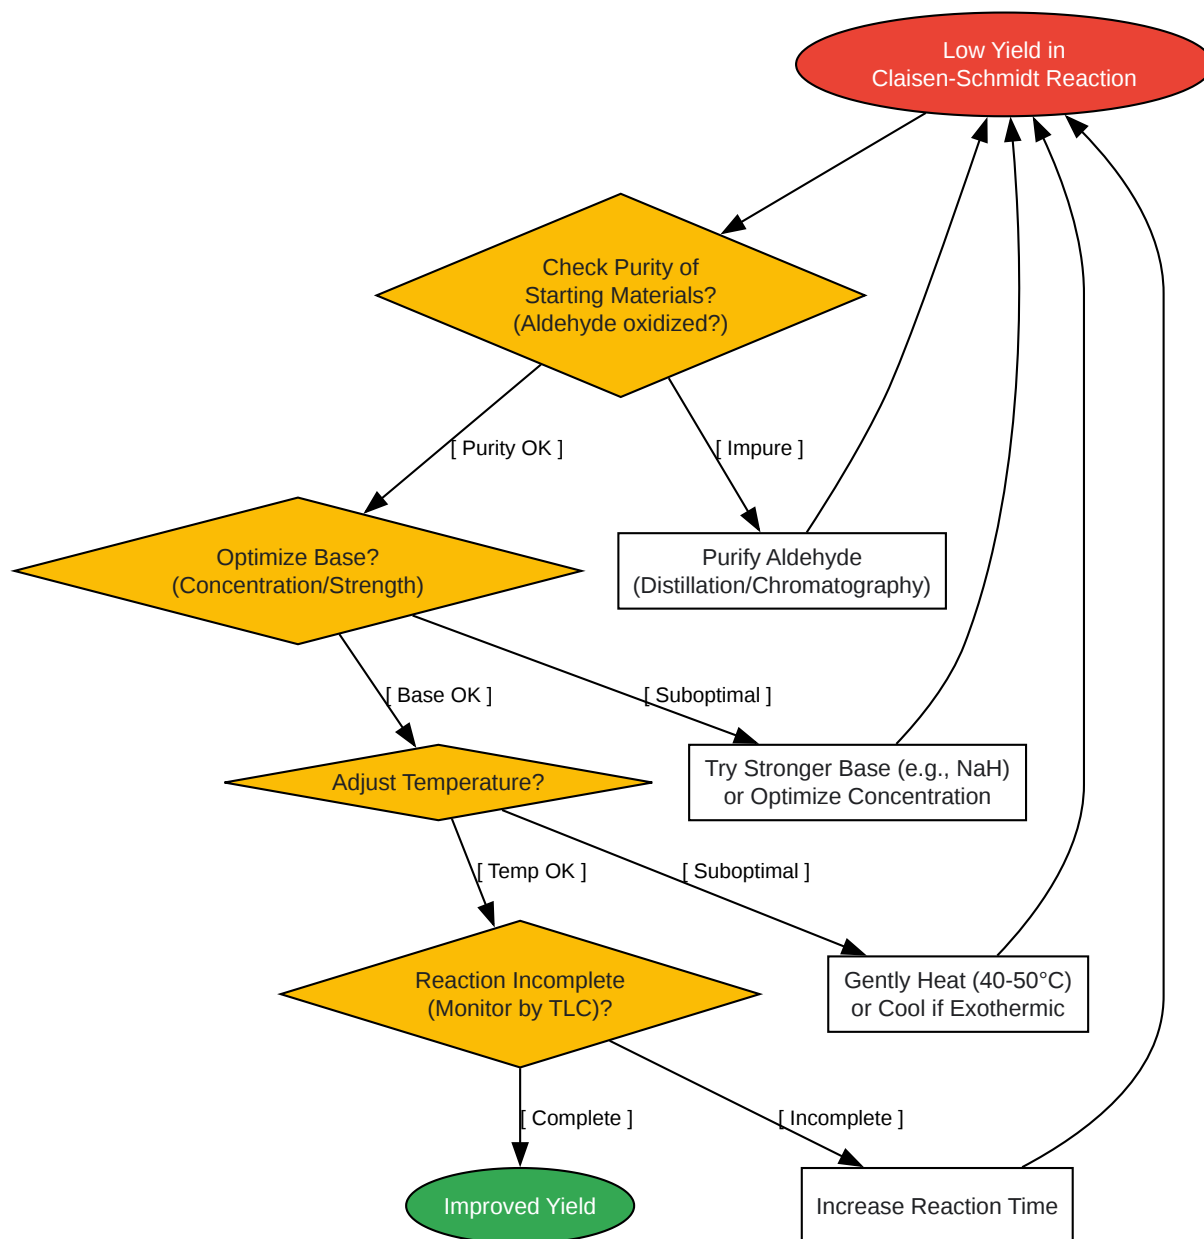 Low Yield in
Claisen-Schmidt Reaction
Check Purity of
Starting Materials?
(Aldehyde oxidized?)
[ Purity OK ]
[ Impure ]
Optimize Base?
(Concentration/Strength)
Purify Aldehyde
(Distillation/Chromatography)
[ Base OK ]
[ Suboptimal ]
Adjust Temperature?
Try Stronger Base (e.g., NaH)
or Optimize Concentration
[ Temp OK ]
[ Suboptimal ]
Reaction Incomplete
(Monitor by TLC)?
Gently Heat (40-50°C)
or Cool if Exothermic
[ Complete ]
[ Incomplete ]
Improved Yield
Increase Reaction Time